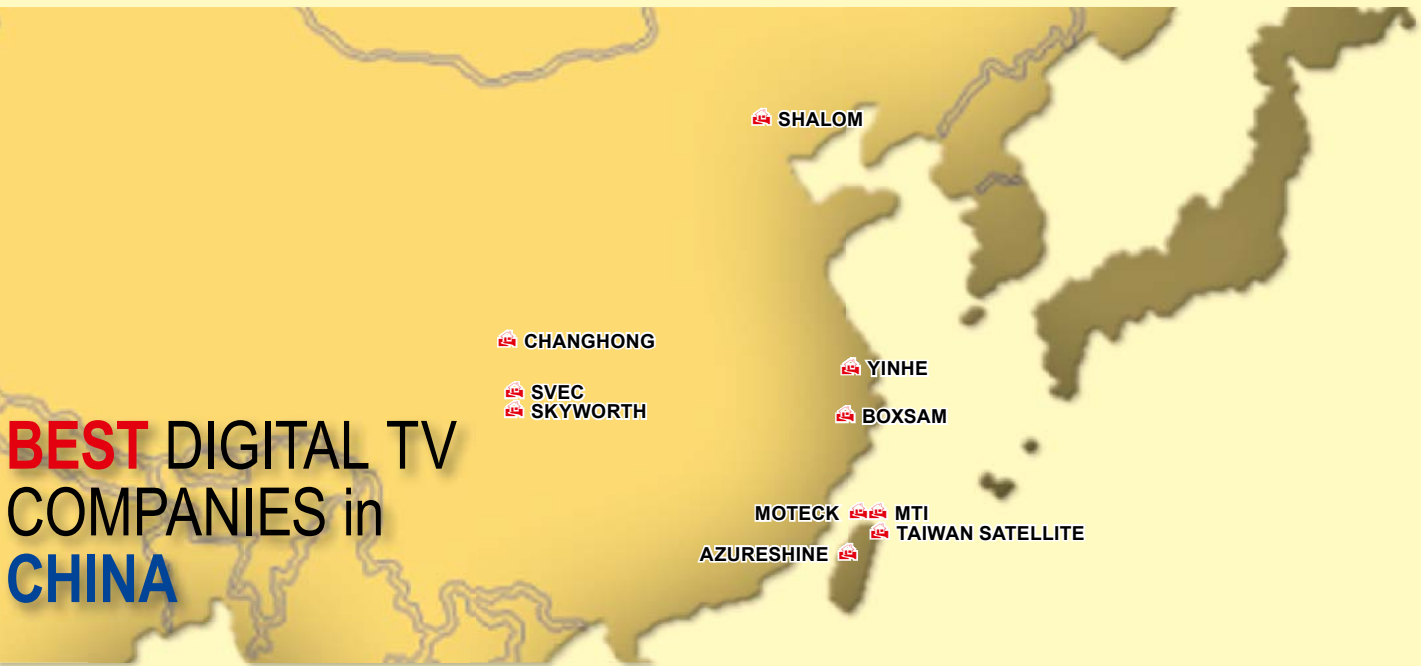 SHALOM
CHANGHONG
YINHE
SVEC
SKYWORTH
BOXSAM
BEST DIGITAL TV
COMPANIES in
CHINA
MOTECK MTI
TAIWAN SATELLITE
AZURESHINE